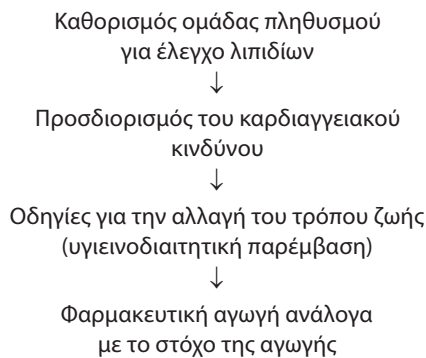 Καθορισμός ομάδας πληθυσμού
για έλεγχο λιπιδίων
↓
Προσδιορισμός του καρδιαγγειακού
κινδύνου
↓
Οδηγίες για την αλλαγή του τρόπου ζωής
(υγιεινοδιαιτητική παρέμβαση)
↓
Φαρμακευτική αγωγή ανάλογα
με το στόχο της αγωγής